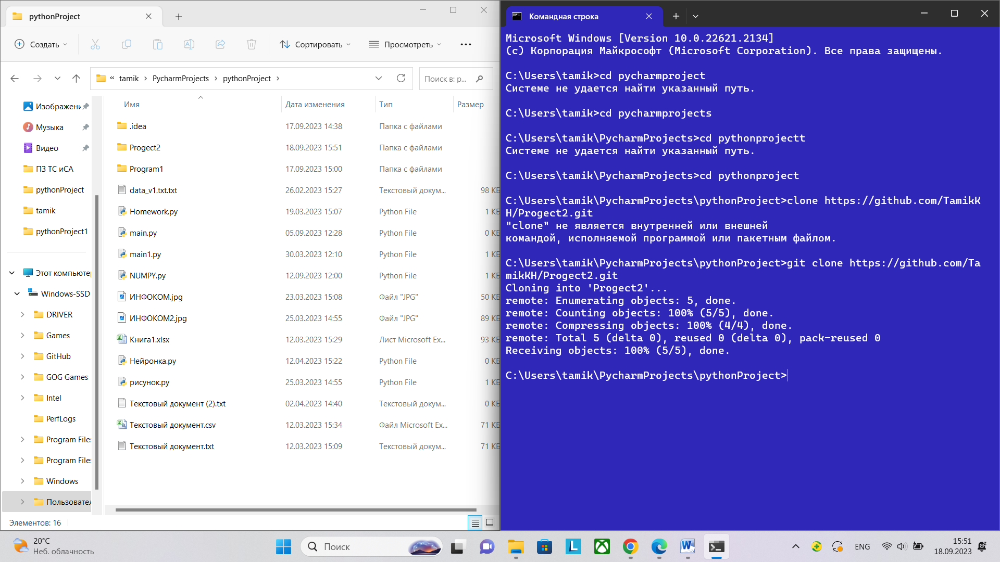 pythonProject
Создать
Сортировать
Просмотреть
« tamik > PycharmProjects > pythonProject >
Поиск в: p...
Изображени
Музыка
Видео
ПЗ ТС иСА
pythonProject
tamik
pythonProject1
Этот компьютер
Windows-SSD
DRIVER
Games
GitHub
GOG Games
Intel
PerfLogs
Program Files
Program Files
Windows
Пользовател
Имя Дата изменения Тип Размер
.idea 17.09.2023 14:38 Папка с файлами
Progect2 18.09.2023 15:51 Папка с файлами
Program1 17.09.2023 15:00 Папка с файлами
data_v1.txt.txt 26.02.2023 15:27 Текстовый докум... 98 КБ
Homework.py 19.03.2023 15:07 Python File 1 КБ
main.py 05.09.2023 12:28 Python File 0 КБ
main1.py 30.03.2023 12:10 Python File 1 КБ
NUMPY.py 12.09.2023 12:00 Python File 1 КБ
ИНФОКОМ.jpg 23.03.2023 15:08 Файл "JPG" 50 КБ
ИНФОКОМ2.jpg 25.03.2023 14:55 Файл "JPG" 89 КБ
Книга1.xlsx 12.03.2023 15:29 Лист Microsoft Ex... 93 КБ
Нейронка.py 12.04.2023 15:22 Python File 0 КБ
рисунок.py 25.03.2023 14:55 Python File 1 КБ
Текстовый документ (2).txt 02.04.2023 14:40 Текстовый докум... 0 КБ
Текстовый документ.csv 12.03.2023 15:34 Файл Microsoft Ex... 71 КБ
Текстовый документ.txt 12.03.2023 15:09 Текстовый докум... 71 КБ
Элементов: 16
Командная строка
Microsoft Windows [Version 10.0.22621.2134]
(c) Корпорация Майкрософт (Microsoft Corporation). Все права защищены.
C:\Users\tamik>cd pycharmproject
Системе не удается найти указанный путь.
C:\Users\tamik>cd pycharmprojects
C:\Users\tamik\PycharmProjects>cd pythonprojectt
Системе не удается найти указанный путь.
C:\Users\tamik\PycharmProjects>cd pythonproject
C:\Users\tamik\PycharmProjects\pythonProject>clone https://github.com/TamikK
H/Progect2.git
"clone" не является внутренней или внешней
командой, исполняемой программой или пакетным файлом.
C:\Users\tamik\PycharmProjects\pythonProject>git clone https://github.com/Ta
mikKH/Progect2.git
Cloning into 'Progect2'...
remote: Enumerating objects: 5, done.
remote: Counting objects: 100% (5/5), done.
remote: Compressing objects: 100% (4/4), done.
remote: Total 5 (delta 0), reused 0 (delta 0), pack-reused 0
Receiving objects: 100% (5/5), done.
C:\Users\tamik\PycharmProjects\pythonProject>
20°C
Неб. облачность
Поиск
ENG
15:51
18.09.2023